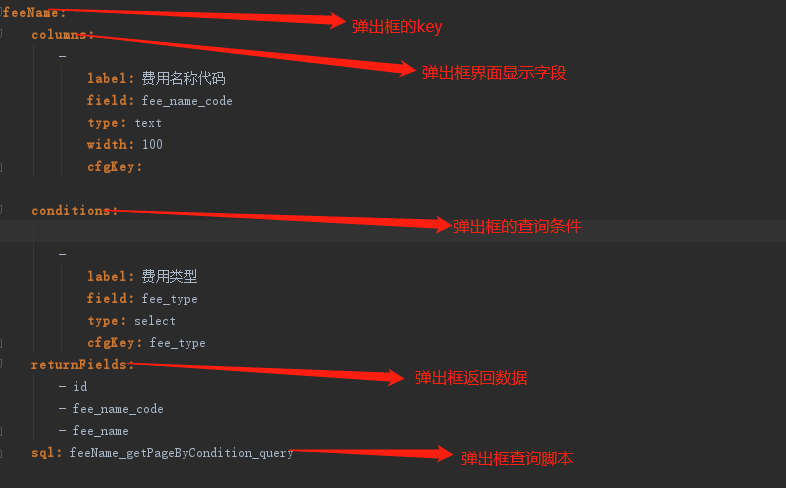 feeName:
弹出框的key
columns:
弹出框界面显示字段
-
label: 费用名称代码
field: fee_name_code
type: text
width: 100
cfgKey:
conditions:
弹出框的查询条件
-
label: 费用类型
field: fee_type
type: select
cfgKey: fee_type
returnFields:
弹出框返回数据
- id
- fee_name_code
- fee_name
sql: feeName_getPageByCondition_query
弹出框查询脚本